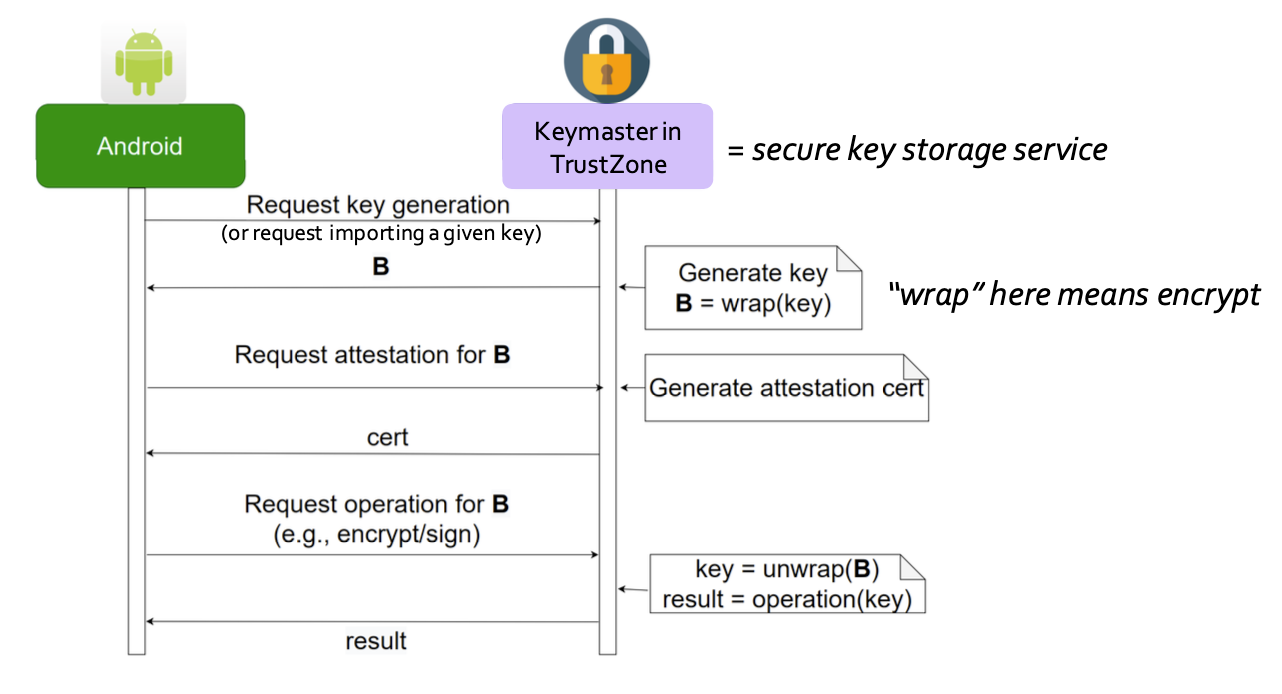 Android
Keymaster in
TrustZone
= secure key storage service
Request key generation
(or request importing a given key)
B
Generate key
B = wrap(key)
“wrap” here means encrypt
Request attestation for B
Generate attestation cert
cert
Request operation for B
(e.g., encrypt/sign)
key = unwrap(B)
result = operation(key)
result